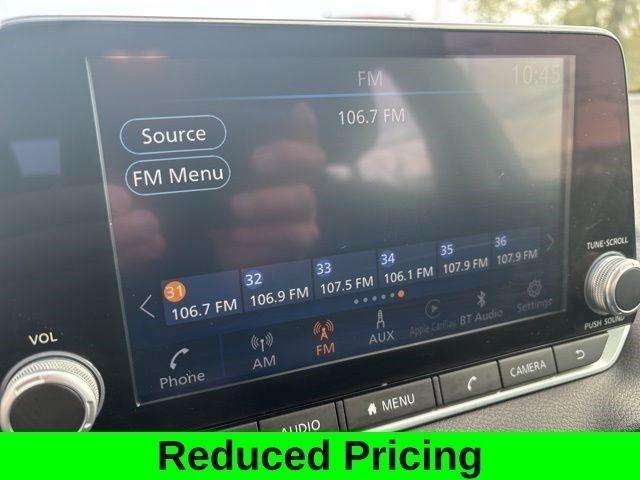 FM
10:45
Source
106.7 FM
FM Menu
31
106.7 FM
32
106.9 FM
33
107.5 FM
34
106.1 FM
35
107.9 FM
36
107.9 FM
Phone
AM
FM
AUX
Apple CarPlay
BT Audio
Settings
TUNE·SCROLL
PUSH SOUND
VOL
AUDIO
MENU
CAMERA
Reduced Pricing